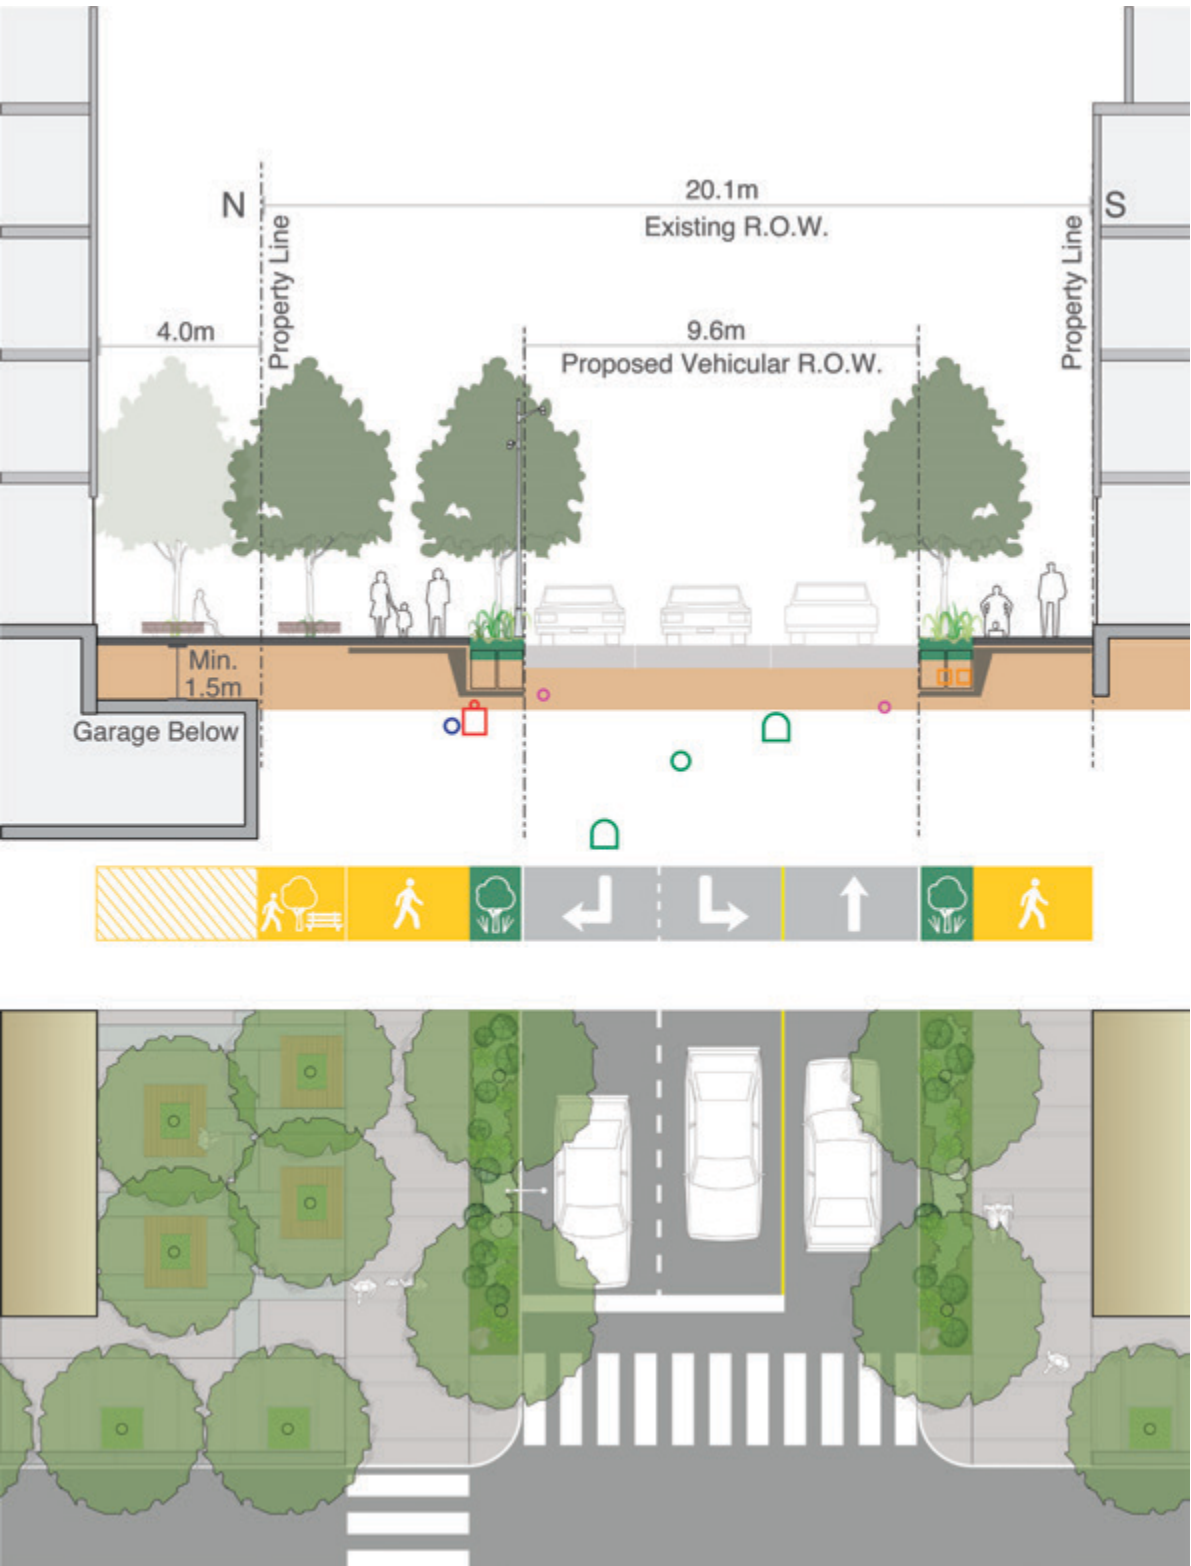 20.1m
N
S
Existing R.O.W.
Property Line
Property Line
4.0m
9.6m
Proposed Vehicular R.O.W.
Min.
1.5m
Garage Below